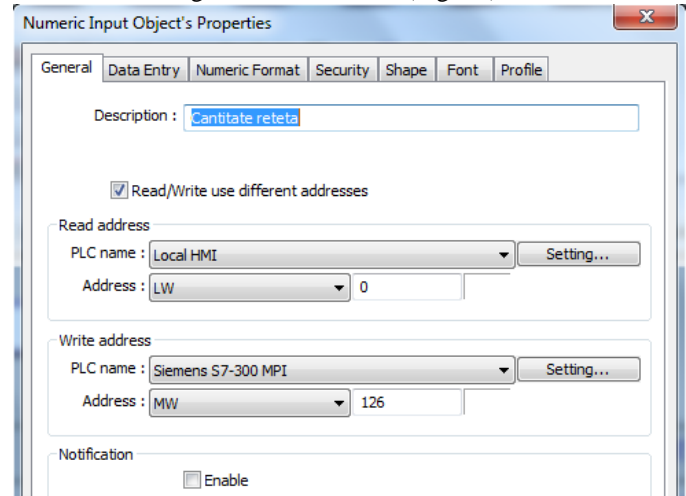 Numeric Input Object's Properties
General Data Entry Numeric Format Security Shape Font Profile
Description : Cantitate reteta
Read/Write use different addresses
Read address
PLC name : Local HMI Setting...
Address : LW 0
Write address
PLC name : Siemens S7-300 MPI Setting...
Address : MW 126
Notification
Enable